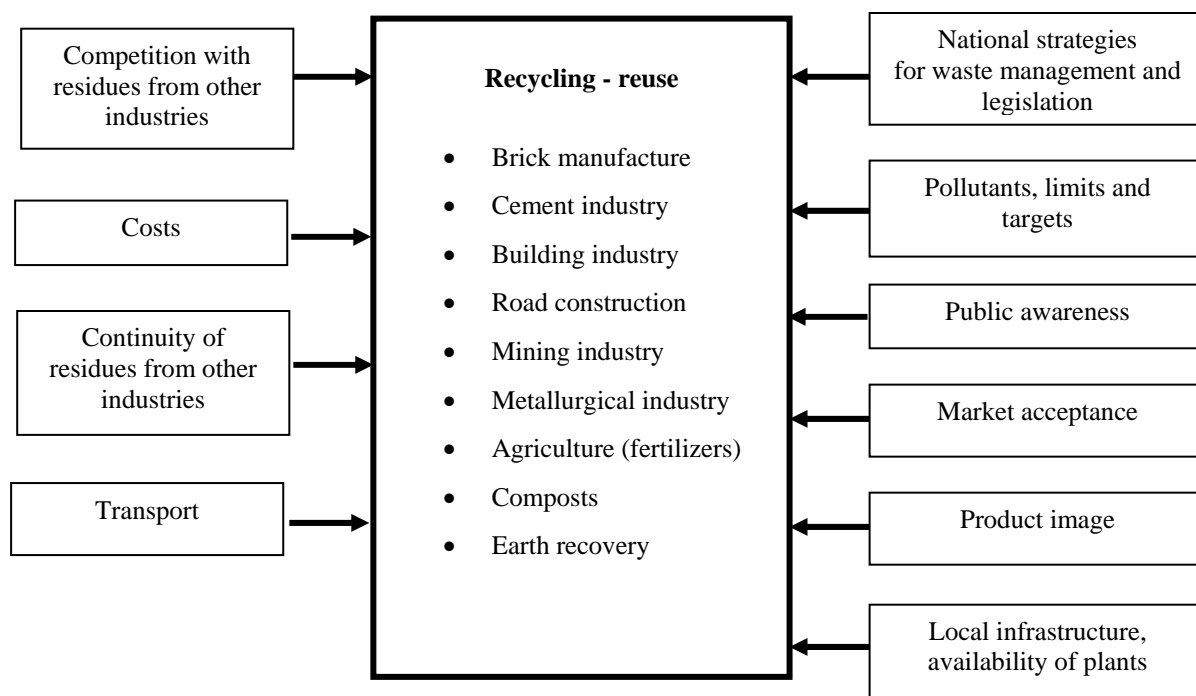 Competition with
residues from other
industries
Costs
Continuity of
residues from other
industries
Transport
Recycling - reuse
• Brick manufacture
• Cement industry
• Building industry
• Road construction
• Mining industry
• Metallurgical industry
• Agriculture (fertilizers)
• Composts
• Earth recovery
National strategies
for waste management and
legislation
Pollutants, limits and
targets
Public awareness
Market acceptance
Product image
Local infrastructure,
availability of plants